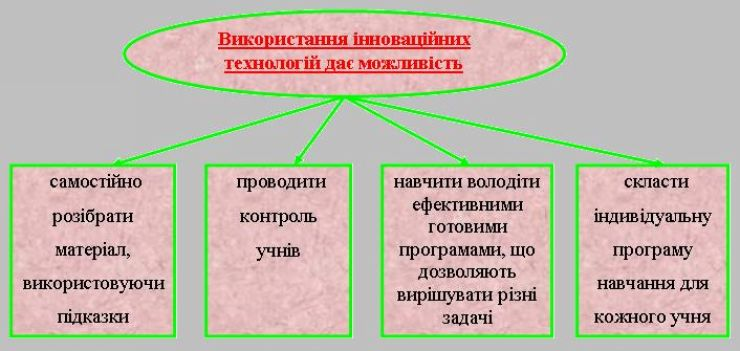 Використання інноваційних
технологій дає можливість
самостійно
розібрати
матеріал,
використовуючи
підказки
проводити
контроль
учнів
навчити володіти
ефективними
готовими
програмами, що
дозволяють
вирішувати різні
задачі
скласти
індивідуальну
програму
навчання для
кожного учня